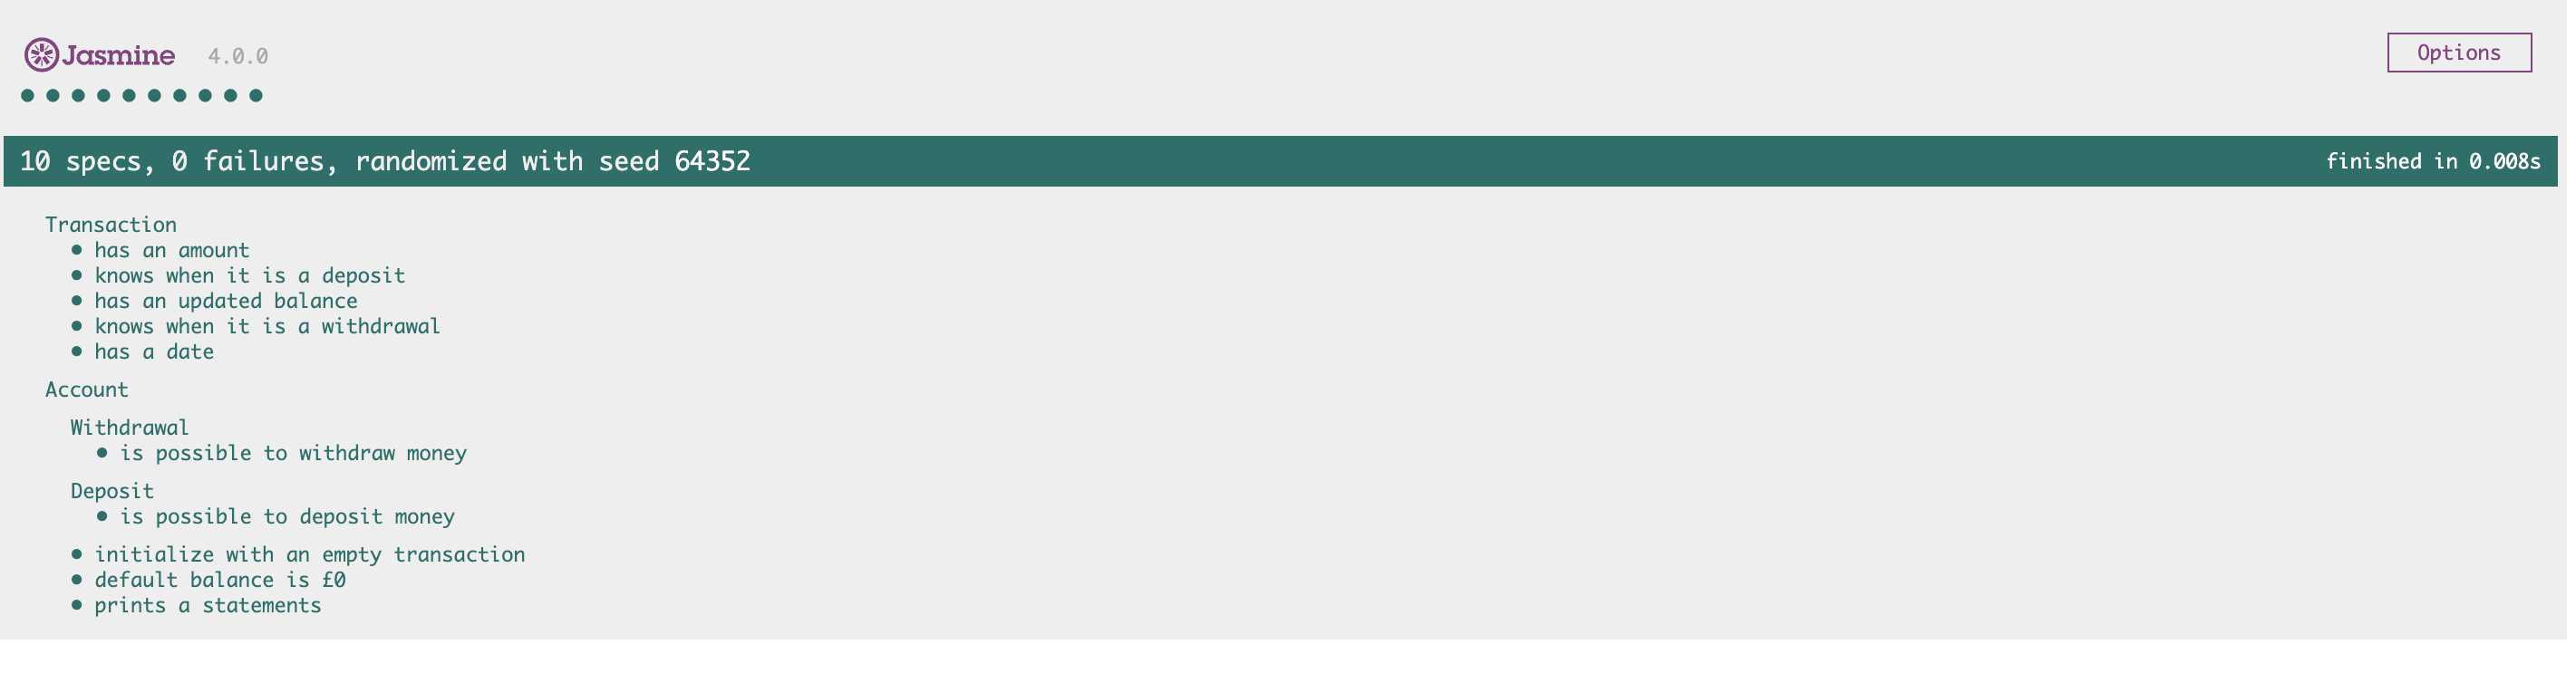 Jasmine 4.0.0 Options
10 specs, 0 failures, randomized with seed 64352 finished in 0.008s
Transaction
• has an amount
• knows when it is a deposit
• has an updated balance
• knows when it is a withdrawal
• has a date
Account
Withdrawal
• is possible to withdraw money
Deposit
• is possible to deposit money
• initialize with an empty transaction
• default balance is £0
• prints a statements